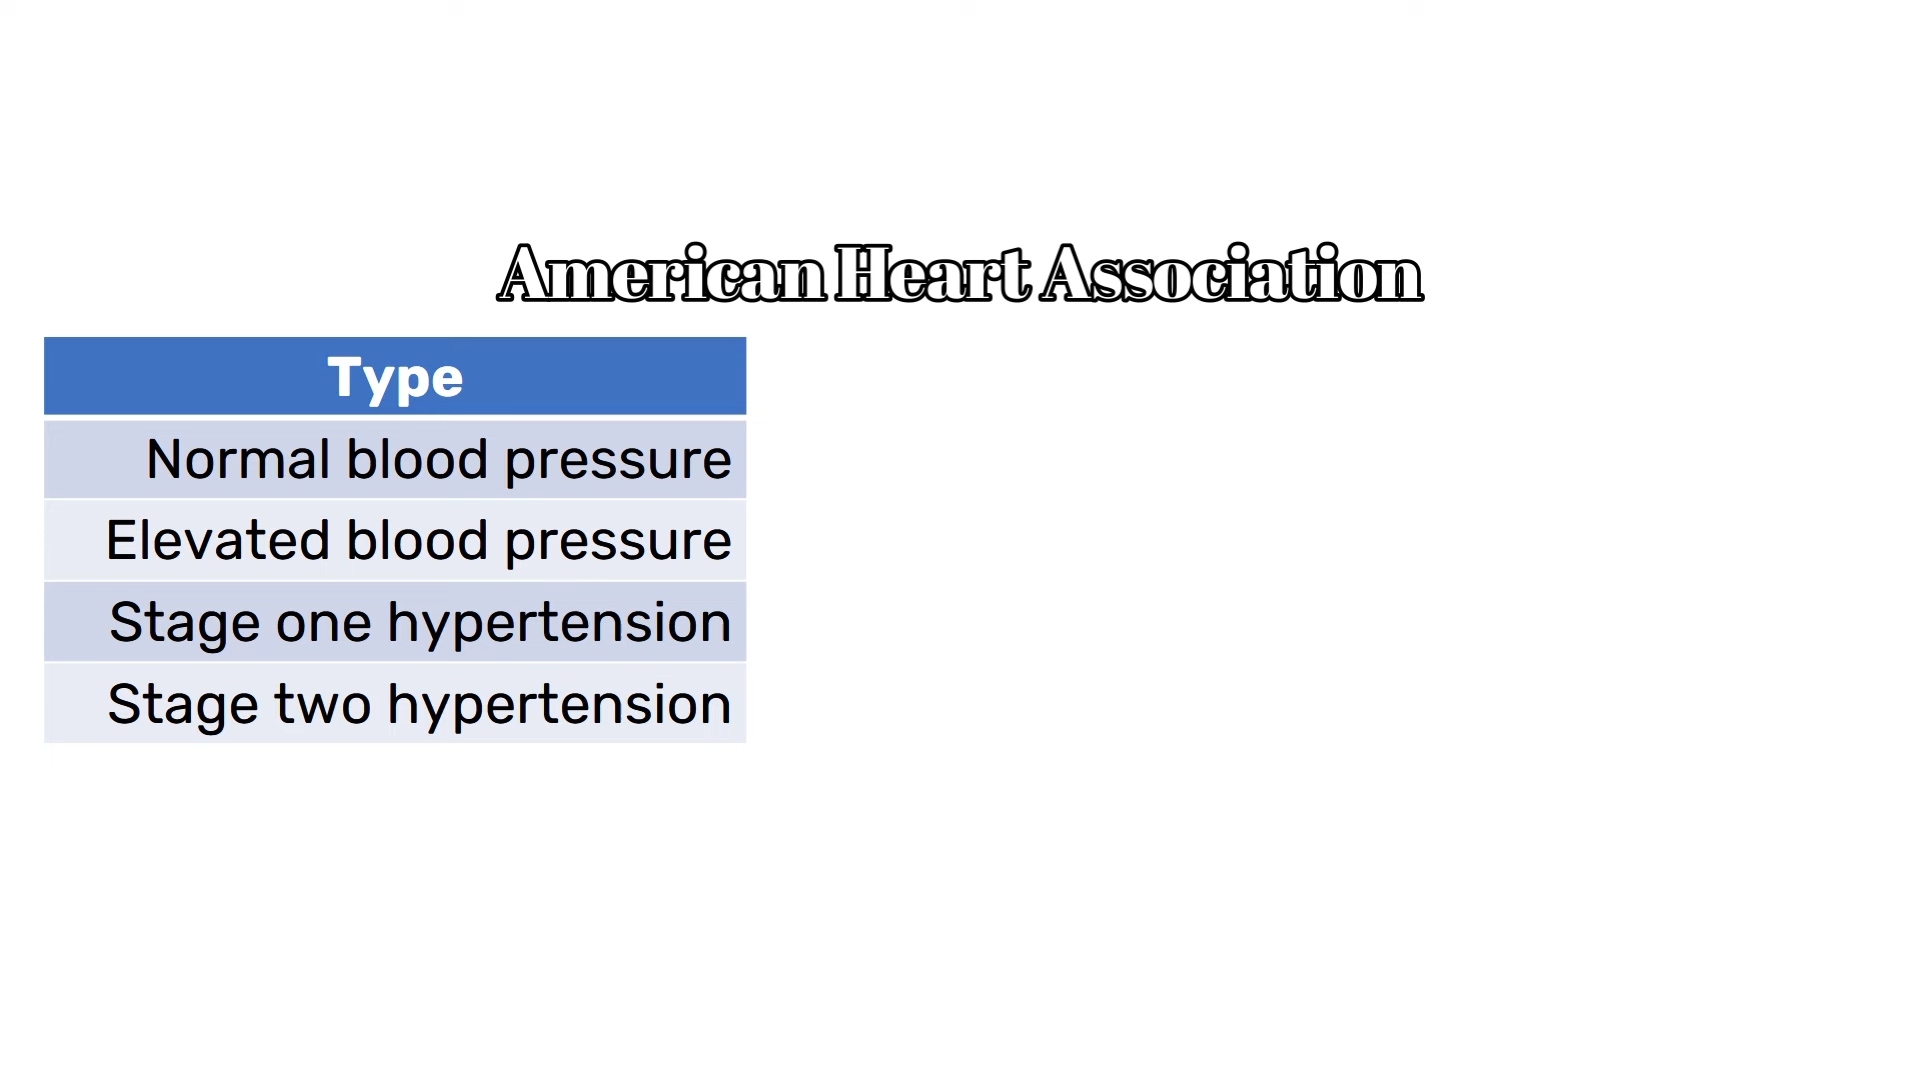 American Heart Association
Type
Normal blood pressure
Elevated blood pressure
Stage one hypertension
Stage two hypertension